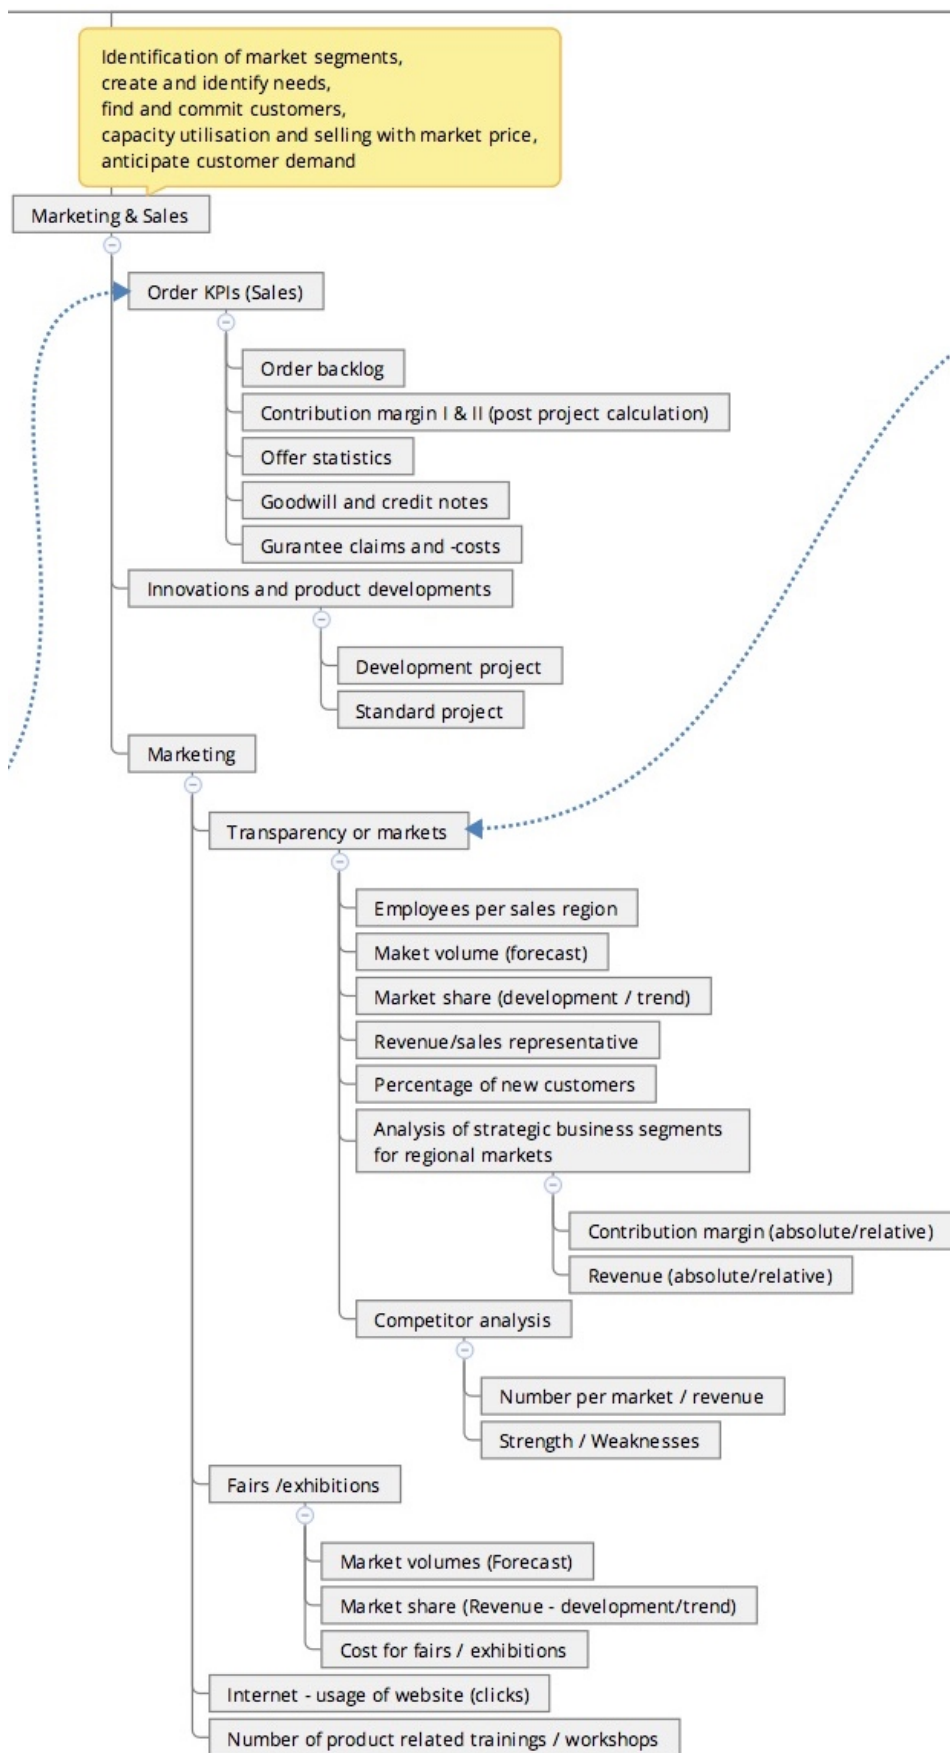 Identification of market segments,
create and identify needs,
find and commit customers,
capacity utilisation and selling with market price,
anticipate customer demand
Marketing & Sales
Order KPIs (Sales)
Order backlog
Contribution margin I & II (post project calculation)
Offer statistics
Goodwill and credit notes
Gurantee claims and -costs
Innovations and product developments
Development project
Standard project
Marketing
Transparency or markets
Employees per sales region
Maket volume (forecast)
Market share (development / trend)
Revenue/sales representative
Percentage of new customers
Analysis of strategic business segments
for regional markets
Contribution margin (absolute/relative)
Revenue (absolute/relative)
Competitor analysis
Number per market / revenue
Strength / Weaknesses
Fairs /exhibitions
Market volumes (Forecast)
Market share (Revenue - development/trend)
Cost for fairs / exhibitions
Internet - usage of website (clicks)
Number of product related trainings / workshops